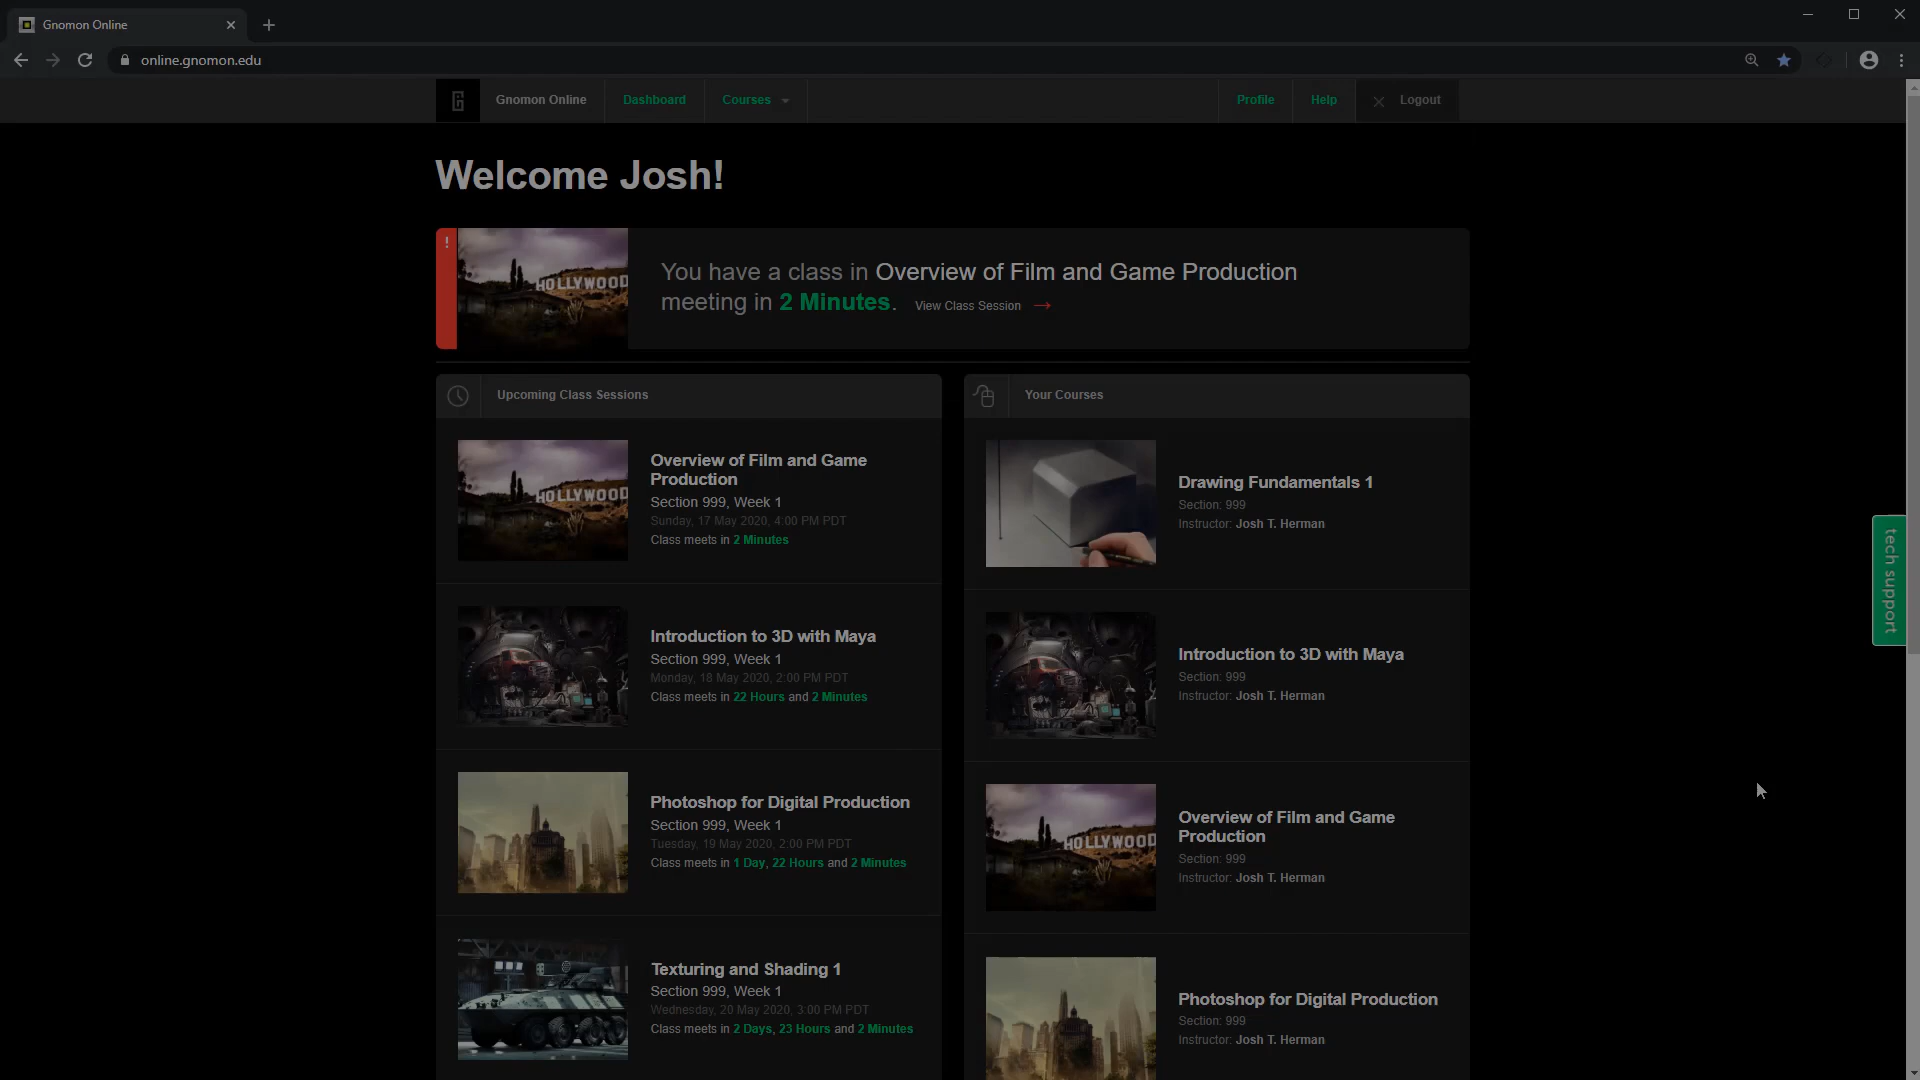 Gnomon Online
online.gnomon.edu
Gnomon Online
Dashboard
Courses
Profile
Help
Logout
Welcome Josh!
!
HOLLYWOOD
You have a class in Overview of Film and Game Production
meeting in 2 Minutes. View Class Session →
Upcoming Class Sessions
HOLLYWOOD
Overview of Film and Game
Production
Section 999, Week 1
Sunday, 17 May 2020, 4:00 PM PDT
Class meets in 2 Minutes
Introduction to 3D with Maya
Section 999, Week 1
Monday, 18 May 2020, 2:00 PM PDT
Class meets in 22 Hours and 2 Minutes
Photoshop for Digital Production
Section 999, Week 1
Tuesday, 19 May 2020, 2:00 PM PDT
Class meets in 1 Day, 22 Hours and 2 Minutes
Texturing and Shading 1
Section 999, Week 1
Wednesday, 20 May 2020, 3:00 PM PDT
Class meets in 2 Days, 23 Hours and 2 Minutes
Your Courses
Drawing Fundamentals 1
Section: 999
Instructor: Josh T. Herman
Introduction to 3D with Maya
Section: 999
Instructor: Josh T. Herman
HOLLYWOOD
Overview of Film and Game
Production
Section: 999
Instructor: Josh T. Herman
Photoshop for Digital Production
Section: 999
Instructor: Josh T. Herman
tech support